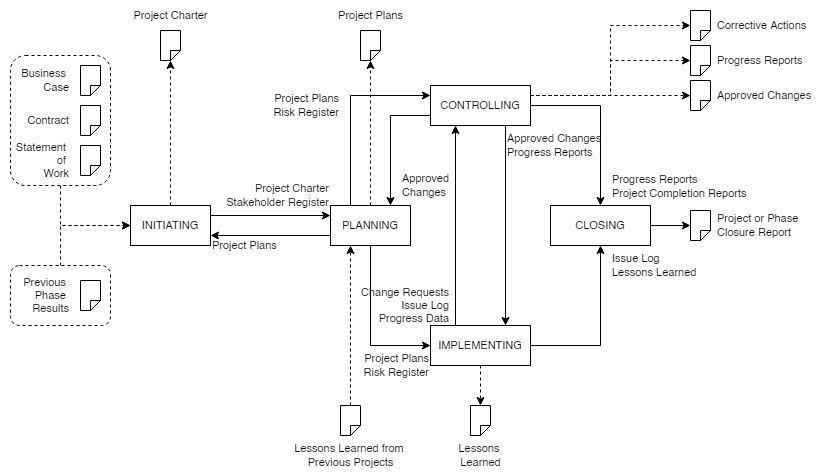 Project Charter
Project Plans
Corrective Actions
Progress Reports
Approved Changes
Business
Case
Contract
Statement
of
Work
Project Plans
Risk Register
CONTROLLING
Approved Changes
Progress Reports
Approved
Changes
Progress Reports
Project Completion Reports
Project Charter
Stakeholder Register
INITIATING
PLANNING
CLOSING
Project or Phase
Closure Report
Project Plans
Issue Log
Lessons Learned
Previous
Phase
Results
Change Requests
Issue Log
Progress Data
IMPLEMENTING
Project Plans
Risk Register
Lessons Learned from
Previous Projects
Lessons
Learned